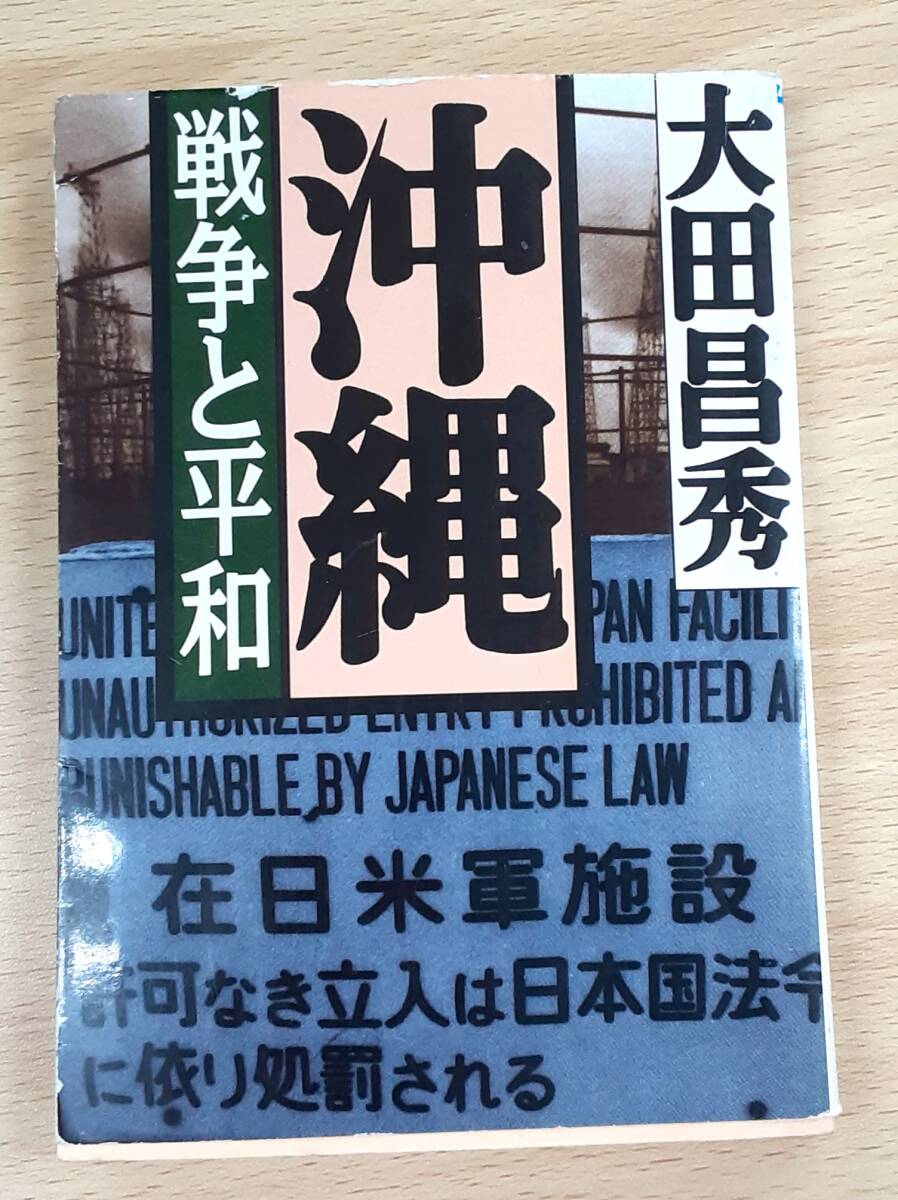 大田昌秀
沖縄
戦争と平和
UNITE PAN FACILI
UNAUTHORIZED ENTRY PROHIBITED A
PUNISHABLE BY JAPANESE LAW
在日米軍施設
許可なき立入は日本国法令
に依り処罰される